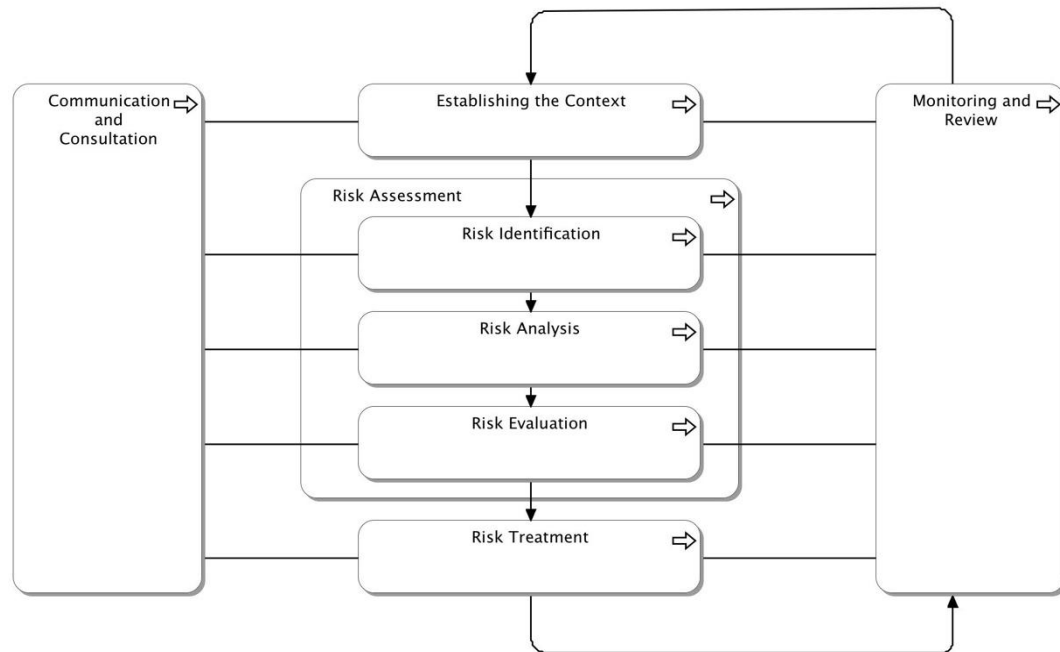 Communication
and
Consultation
Establishing the Context
Monitoring and
Review
Risk Assessment
Risk Identification
Risk Analysis
Risk Evaluation
Risk Treatment